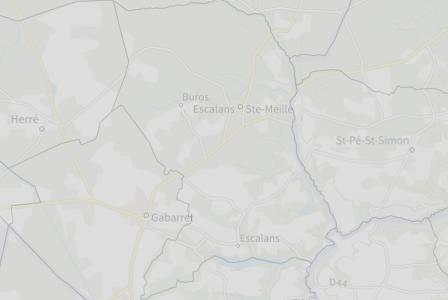 Buros
Escalans Ste-Meille
Herré
St-Pé-St-Simon
Gabarret
Escalans
D44